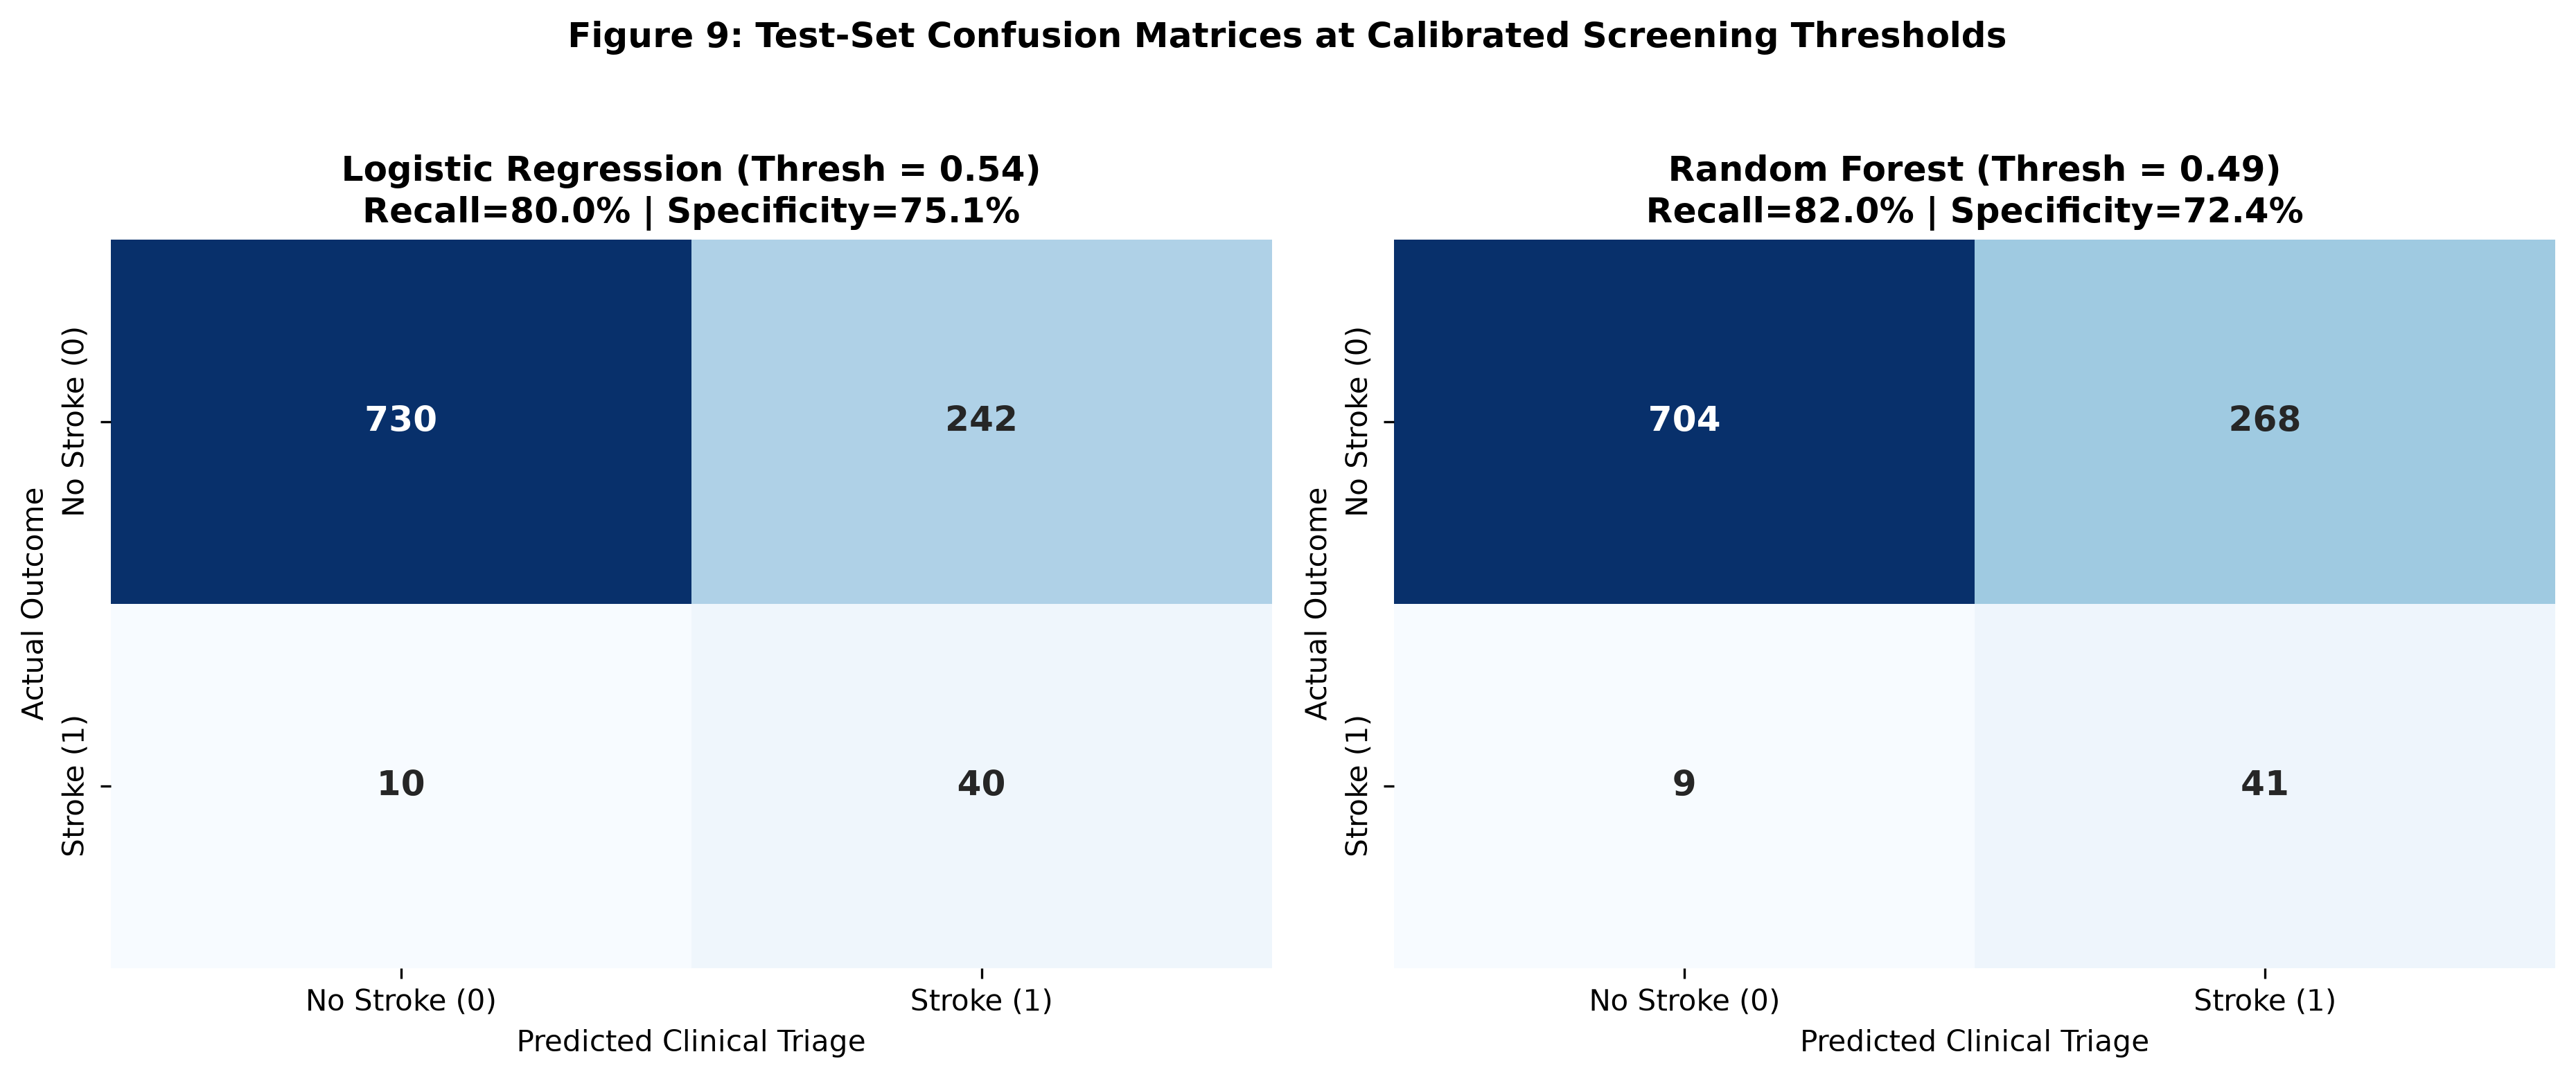 Figure 9: Test-Set Confusion Matrices at Calibrated Screening Thresholds
Logistic Regression (Thresh = 0.54)
Recall=80.0% | Specificity=75.1%
Actual Outcome
No Stroke (0)
Stroke (1)
730
242
10
40
No Stroke (0)
Stroke (1)
Predicted Clinical Triage
Random Forest (Thresh = 0.49)
Recall=82.0% | Specificity=72.4%
Actual Outcome
No Stroke (0)
Stroke (1)
704
268
9
41
No Stroke (0)
Stroke (1)
Predicted Clinical Triage